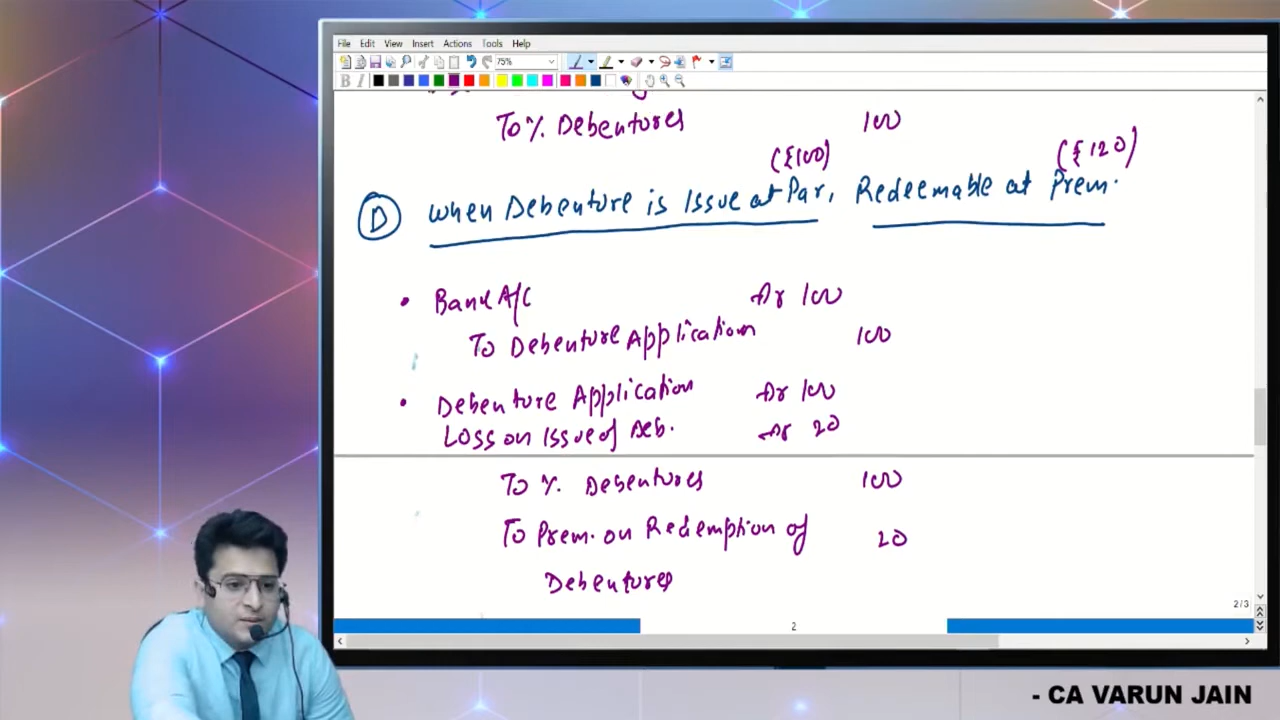 File Edit View Insert Actions Tools Help
75%
B I
To % Debentures 100
(₹100) (₹120)
D When Debenture is Issue at Par, Redeemable at Prem.
• Bank A/C Dr 100
To Debenture Application 100
• Debenture Application Dr 100
Loss on Issue of Deb. Dr 20
To % Debentures 100
To Prem. on Redemption of 20
Debentures
2/3
2
- CA VARUN JAIN